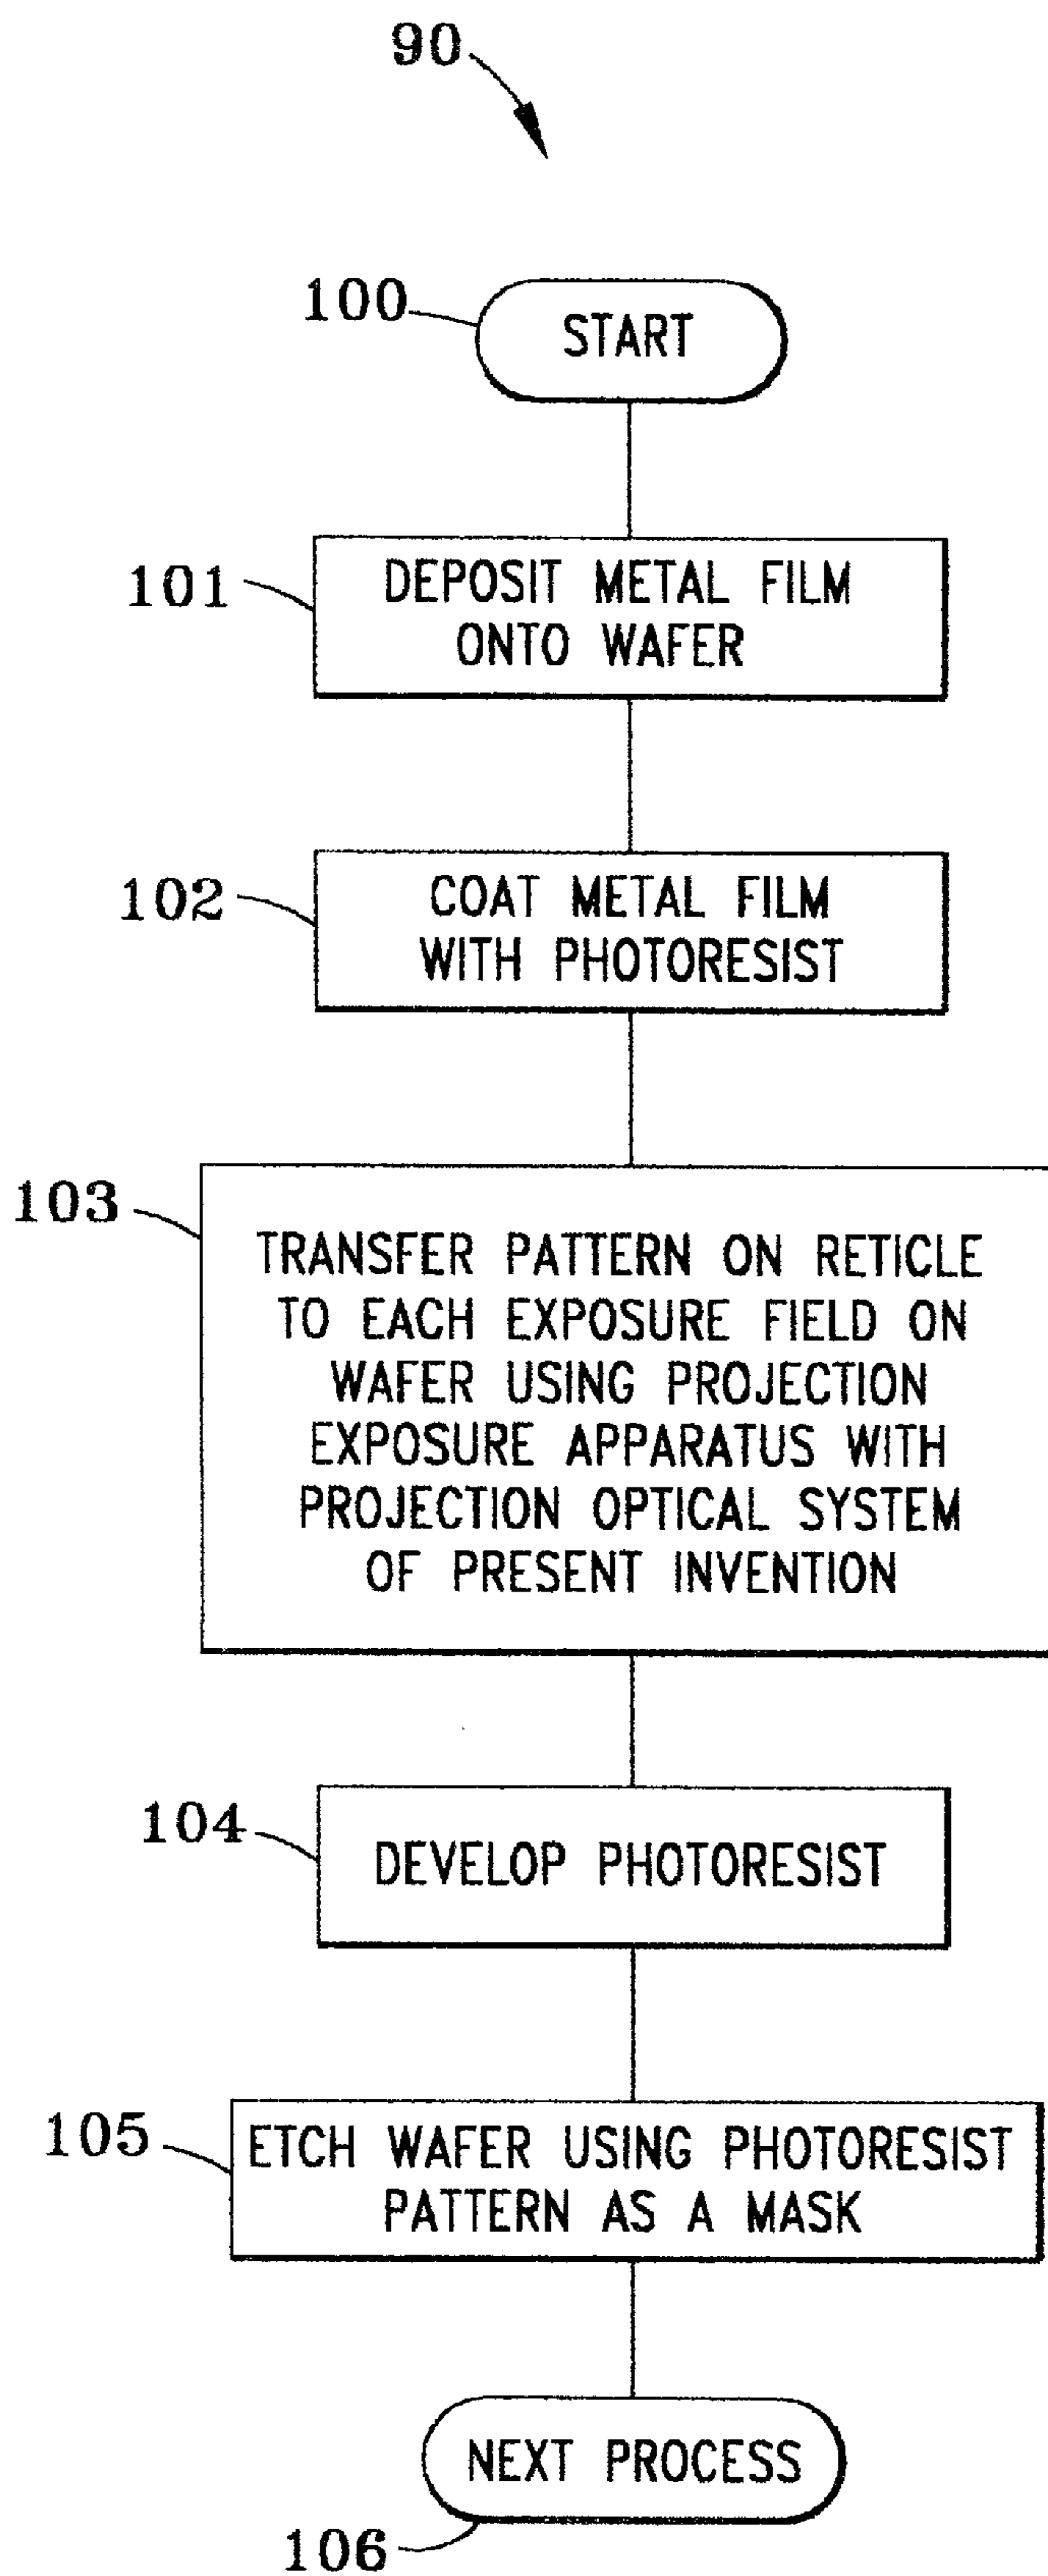 90
100
START
101
DEPOSIT METAL FILM
ONTO WAFER
102
COAT METAL FILM
WITH PHOTORESIST
103
TRANSFER PATTERN ON RETICLE
TO EACH EXPOSURE FIELD ON
WAFER USING PROJECTION
EXPOSURE APPARATUS WITH
PROJECTION OPTICAL SYSTEM
OF PRESENT INVENTION
104
DEVELOP PHOTORESIST
105
ETCH WAFER USING PHOTORESIST
PATTERN AS A MASK
NEXT PROCESS
106